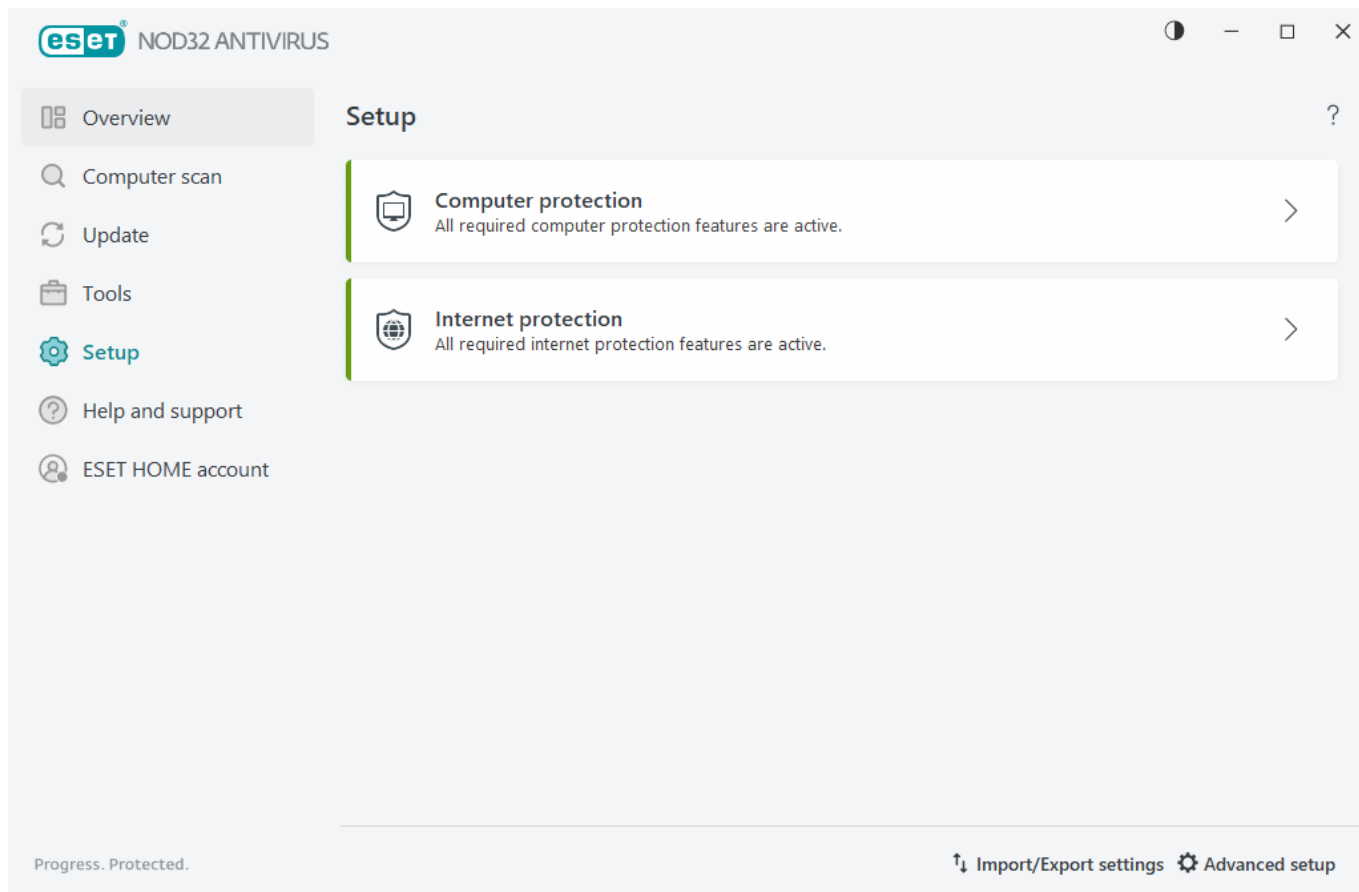 eseT® NOD32 ANTIVIRUS
Overview
Computer scan
Update
Tools
Setup
Help and support
ESET HOME account
Setup
?
Computer protection
All required computer protection features are active.
Internet protection
All required internet protection features are active.
Progress. Protected.
Import/Export settings
Advanced setup